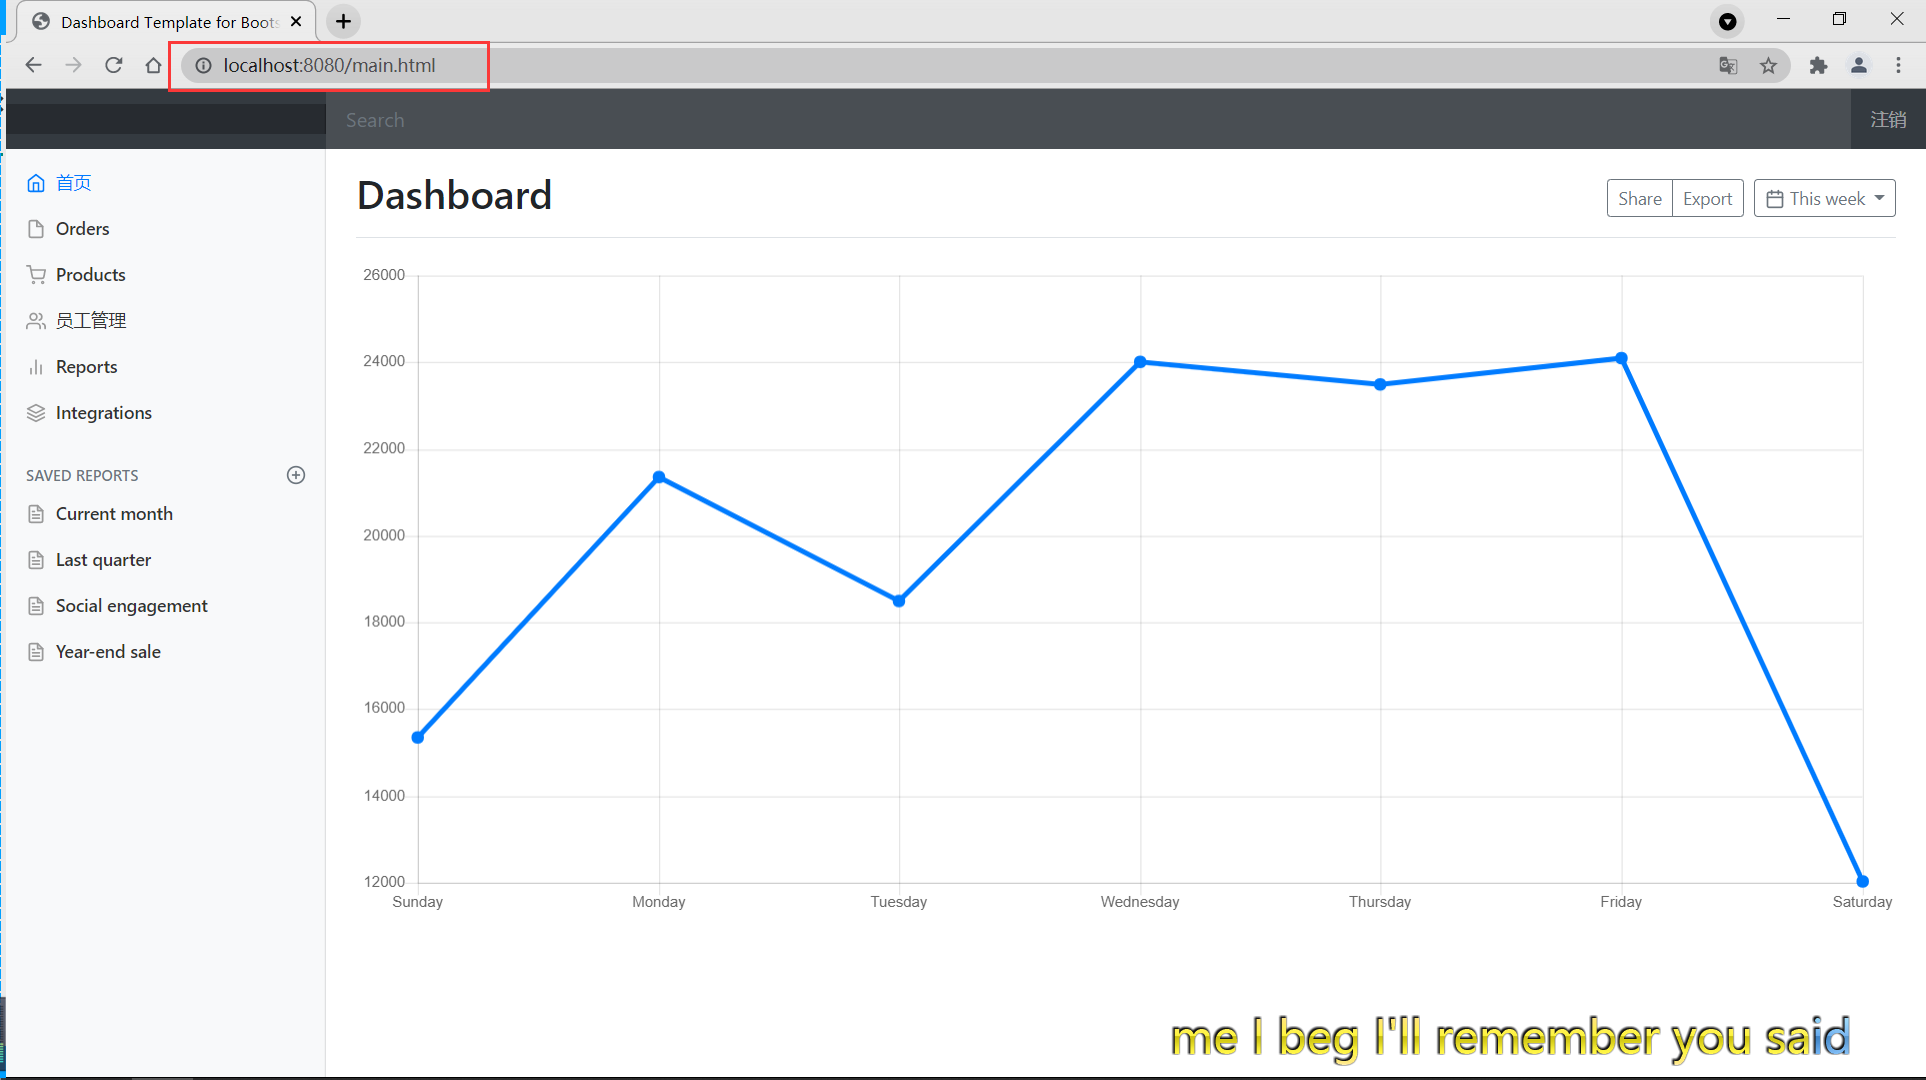 Dashboard Template for Boots
localhost:8080/main.html
Search
注销
首页
Orders
Products
员工管理
Reports
Integrations
SAVED REPORTS
Current month
Last quarter
Social engagement
Year-end sale
Dashboard
Share
Export
This week
26000
24000
22000
20000
18000
16000
14000
12000
Sunday
Monday
Tuesday
Wednesday
Thursday
Friday
Saturday
me I beg I'll remember you said